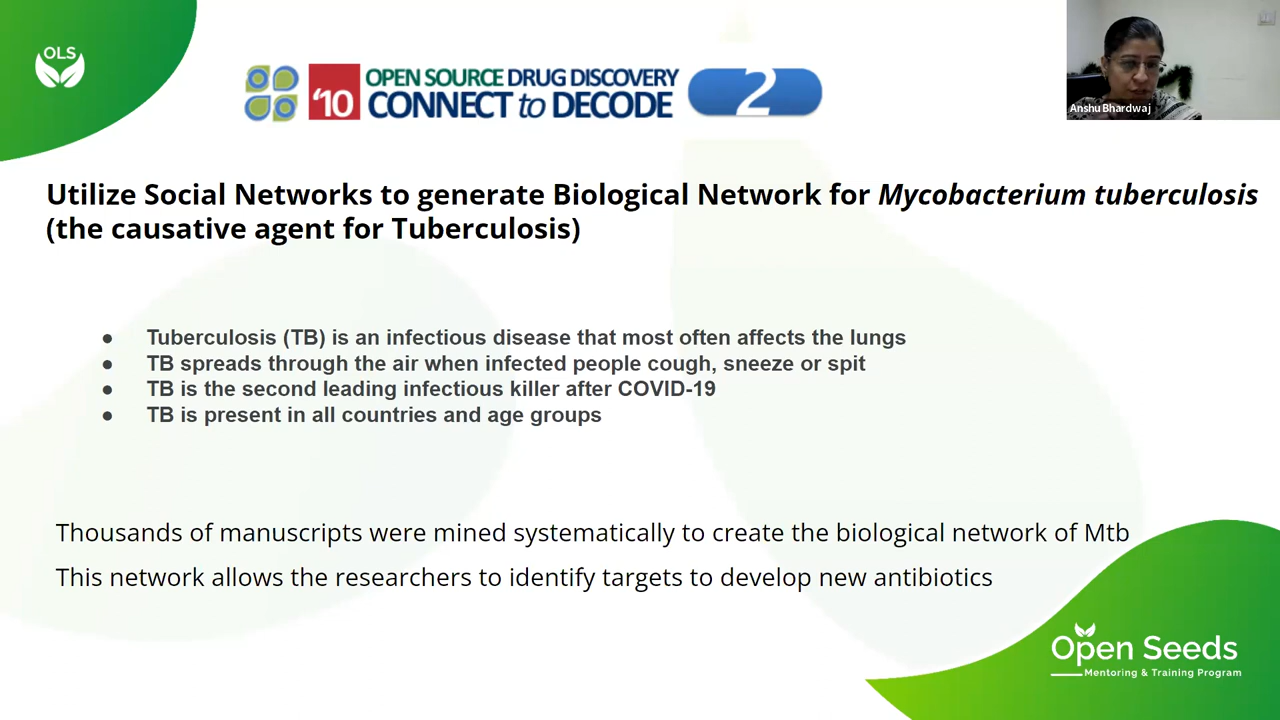 OLS
'10 OPEN SOURCE DRUG DISCOVERY
CONNECT to DECODE
2
Anshu Bhardwaj
Utilize Social Networks to generate Biological Network for Mycobacterium tuberculosis
(the causative agent for Tuberculosis)
● Tuberculosis (TB) is an infectious disease that most often affects the lungs
● TB spreads through the air when infected people cough, sneeze or spit
● TB is the second leading infectious killer after COVID-19
● TB is present in all countries and age groups
Thousands of manuscripts were mined systematically to create the biological network of Mtb
This network allows the researchers to identify targets to develop new antibiotics
Open Seeds
Mentoring & Training Program